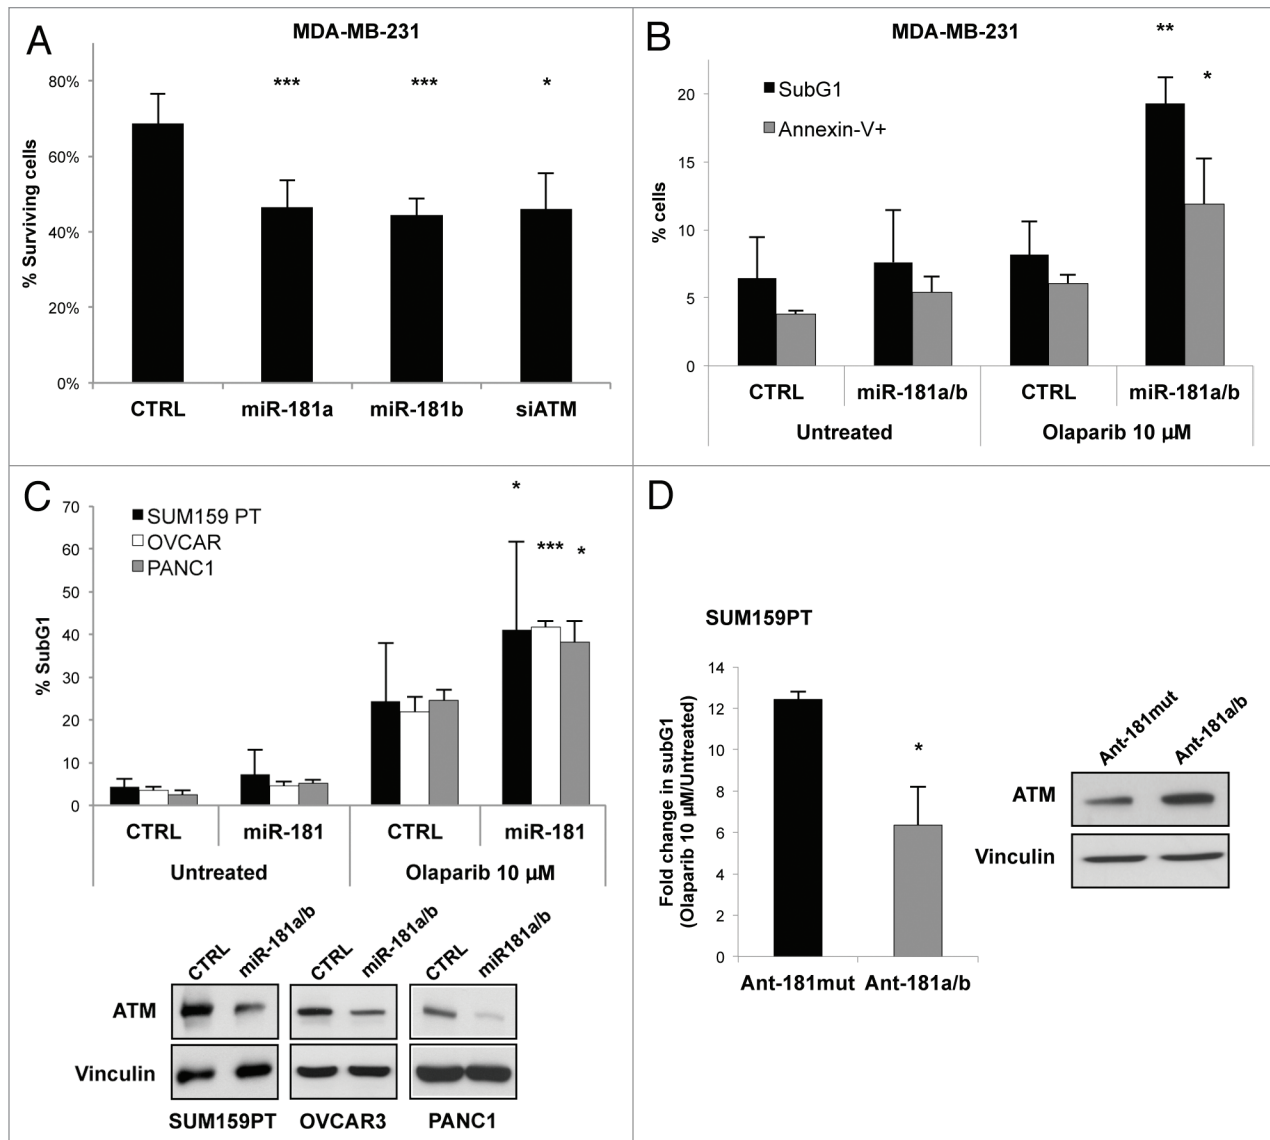 A
MDA-MB-231
80%
60%
40%
20%
0%
% Surviving cells
***
***
*
CTRL
miR-181a
miR-181b
siATM
B
MDA-MB-231
**
*
SubG1
Annexin-V+
20
15
10
5
0
% cells
CTRL
miR-181a/b
CTRL
miR-181a/b
Untreated
Olaparib 10 µM
C
*
*** *
SUM159 PT
OVCAR
PANC1
70
60
50
40
30
20
10
0
% SubG1
CTRL
miR-181
CTRL
miR-181
Untreated
Olaparib 10 µM
CTRL
miR-181a/b
CTRL
miR-181a/b
CTRL
miR181a/b
ATM
Vinculin
SUM159PT
OVCAR3
PANC1
D
SUM159PT
14
12
10
8
6
4
2
0
Fold change in subG1
(Olaparib 10 µM/Untreated)
*
Ant-181mut
Ant-181a/b
Ant-181mut
Ant-181a/b
ATM
Vinculin